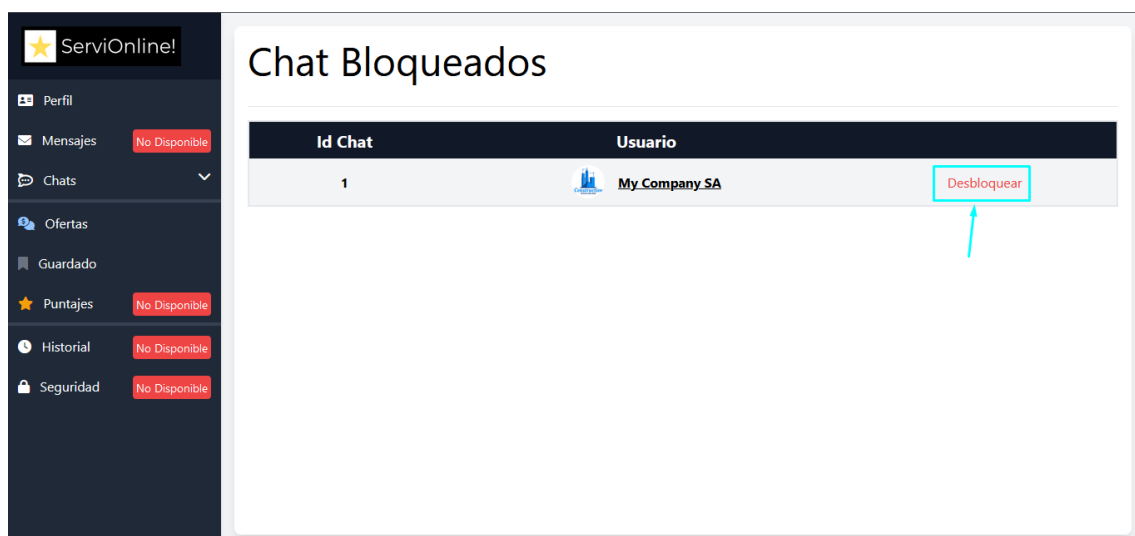 ServiOnline!
Perfil
Mensajes No Disponible
Chats
Ofertas
Guardado
Puntajes No Disponible
Historial No Disponible
Seguridad No Disponible
Chat Bloqueados
Id Chat Usuario
1 My Company SA Desbloquear